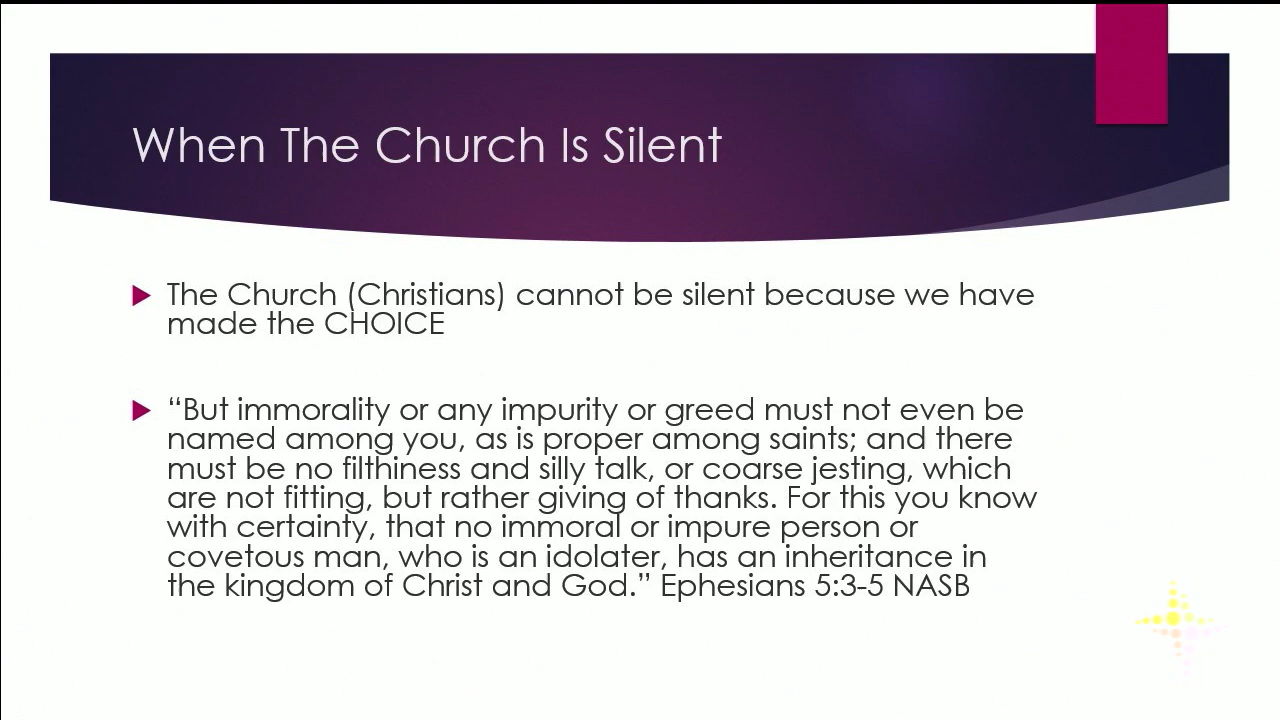 When The Church Is Silent
The Church (Christians) cannot be silent because we have
made the CHOICE
“But immorality or any impurity or greed must not even be
named among you, as is proper among saints; and there
must be no filthiness and silly talk, or coarse jesting, which
are not fitting, but rather giving of thanks. For this you know
with certainty, that no immoral or impure person or
covetous man, who is an idolater, has an inheritance in
the kingdom of Christ and God.” Ephesians 5:3-5 NASB